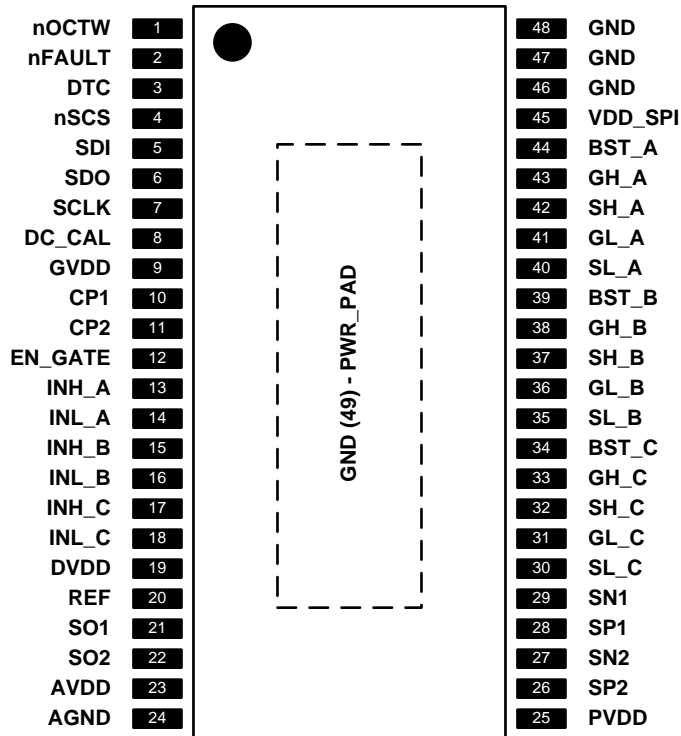 nOCTW 1 48 GND
nFAULT 2 47 GND
DTC 3 46 GND
nSCS 4 45 VDD_SPI
SDI 5 44 BST_A
SDO 6 43 GH_A
SCLK 7 42 SH_A
DC_CAL 8 41 GL_A
GVDD 9 40 SL_A
CP1 10 39 BST_B
CP2 11 38 GH_B
EN_GATE 12 37 SH_B
INH_A 13 36 GL_B
INL_A 14 35 SL_B
INH_B 15 34 BST_C
INL_B 16 33 GH_C
INH_C 17 32 SH_C
INL_C 18 31 GL_C
DVDD 19 30 SL_C
REF 20 29 SN1
SO1 21 28 SP1
SO2 22 27 SN2
AVDD 23 26 SP2
AGND 24 25 PVDD
GND (49) - PWR_PAD